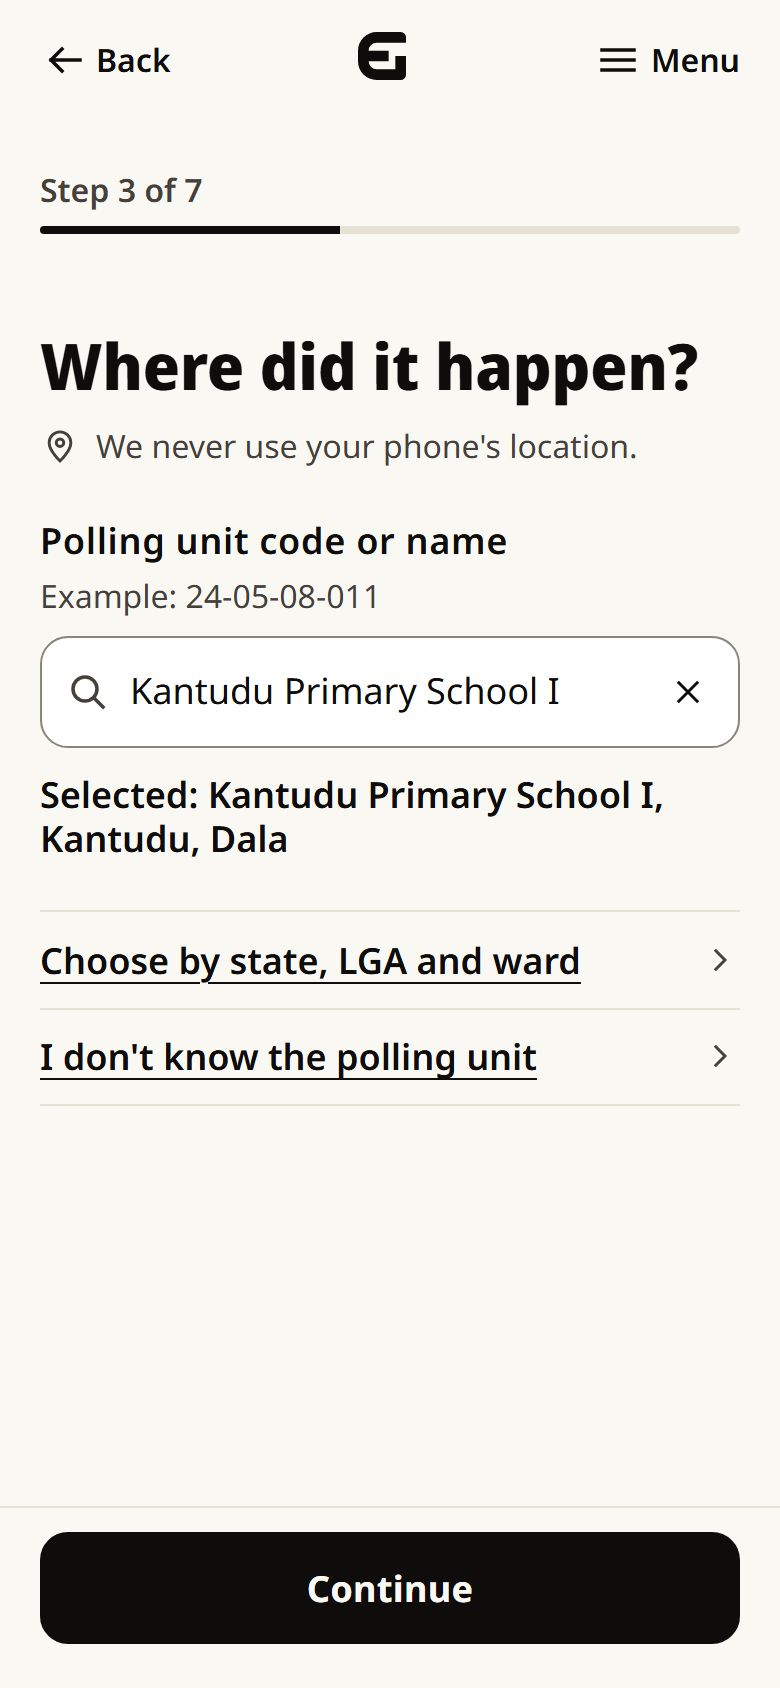 Back
Menu
Step 3 of 7
Where did it happen?
We never use your phone's location.
Polling unit code or name
Example: 24-05-08-011
Kantudu Primary School I
Selected: Kantudu Primary School I,
Kantudu, Dala
Choose by state, LGA and ward
I don't know the polling unit
Continue